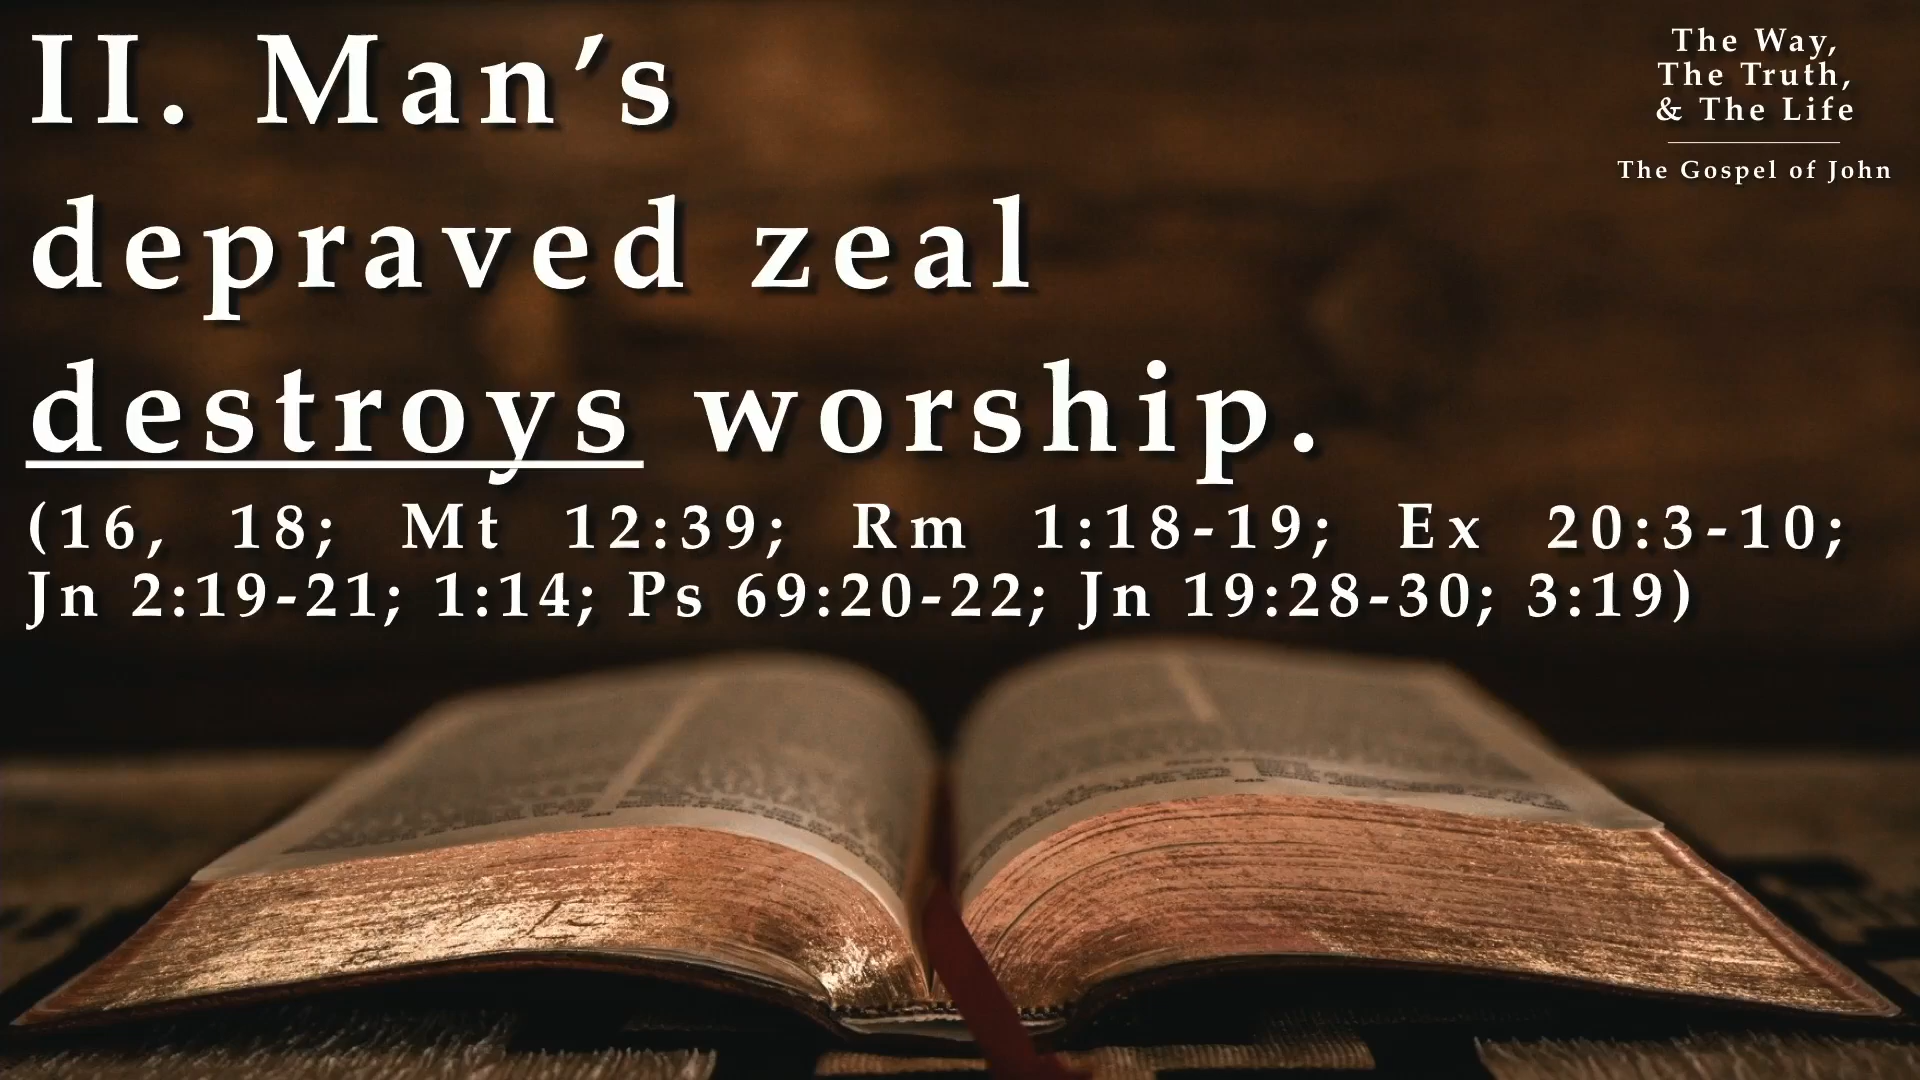 II. Man’s
depraved zeal
destroys worship.
(16, 18; Mt 12:39; Rm 1:18-19; Ex 20:3-10;
Jn 2:19-21; 1:14; Ps 69:20-22; Jn 19:28-30; 3:19)
The Way,
The Truth,
& The Life
The Gospel of John